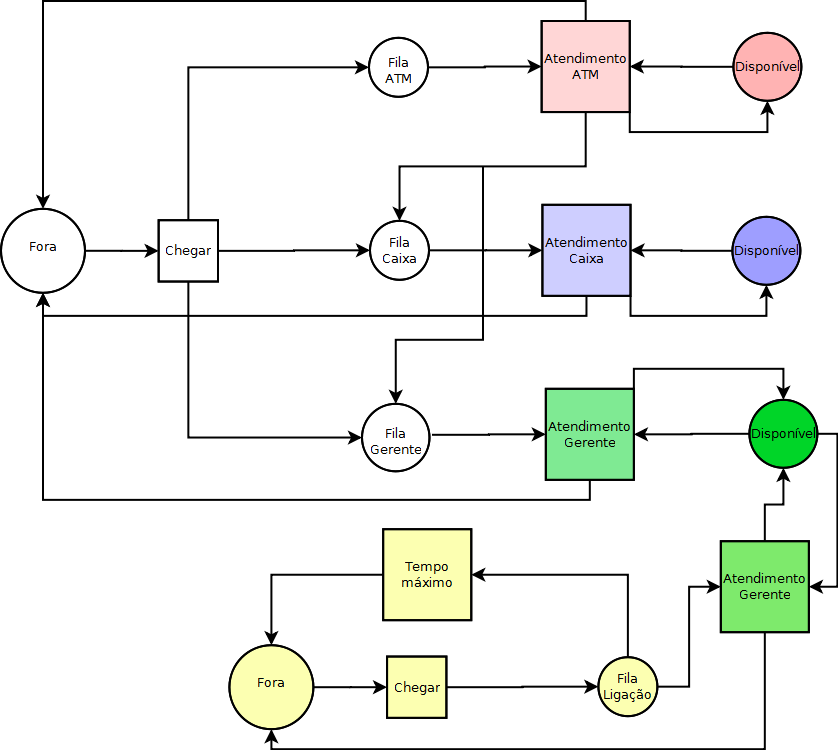 Fila
ATM
Atendimento
ATM
Disponível
Fora
Chegar
Fila
Caixa
Atendimento
Caixa
Disponível
Fila
Gerente
Atendimento
Gerente
Disponível
Tempo
máximo
Atendimento
Gerente
Fora
Chegar
Fila
Ligação